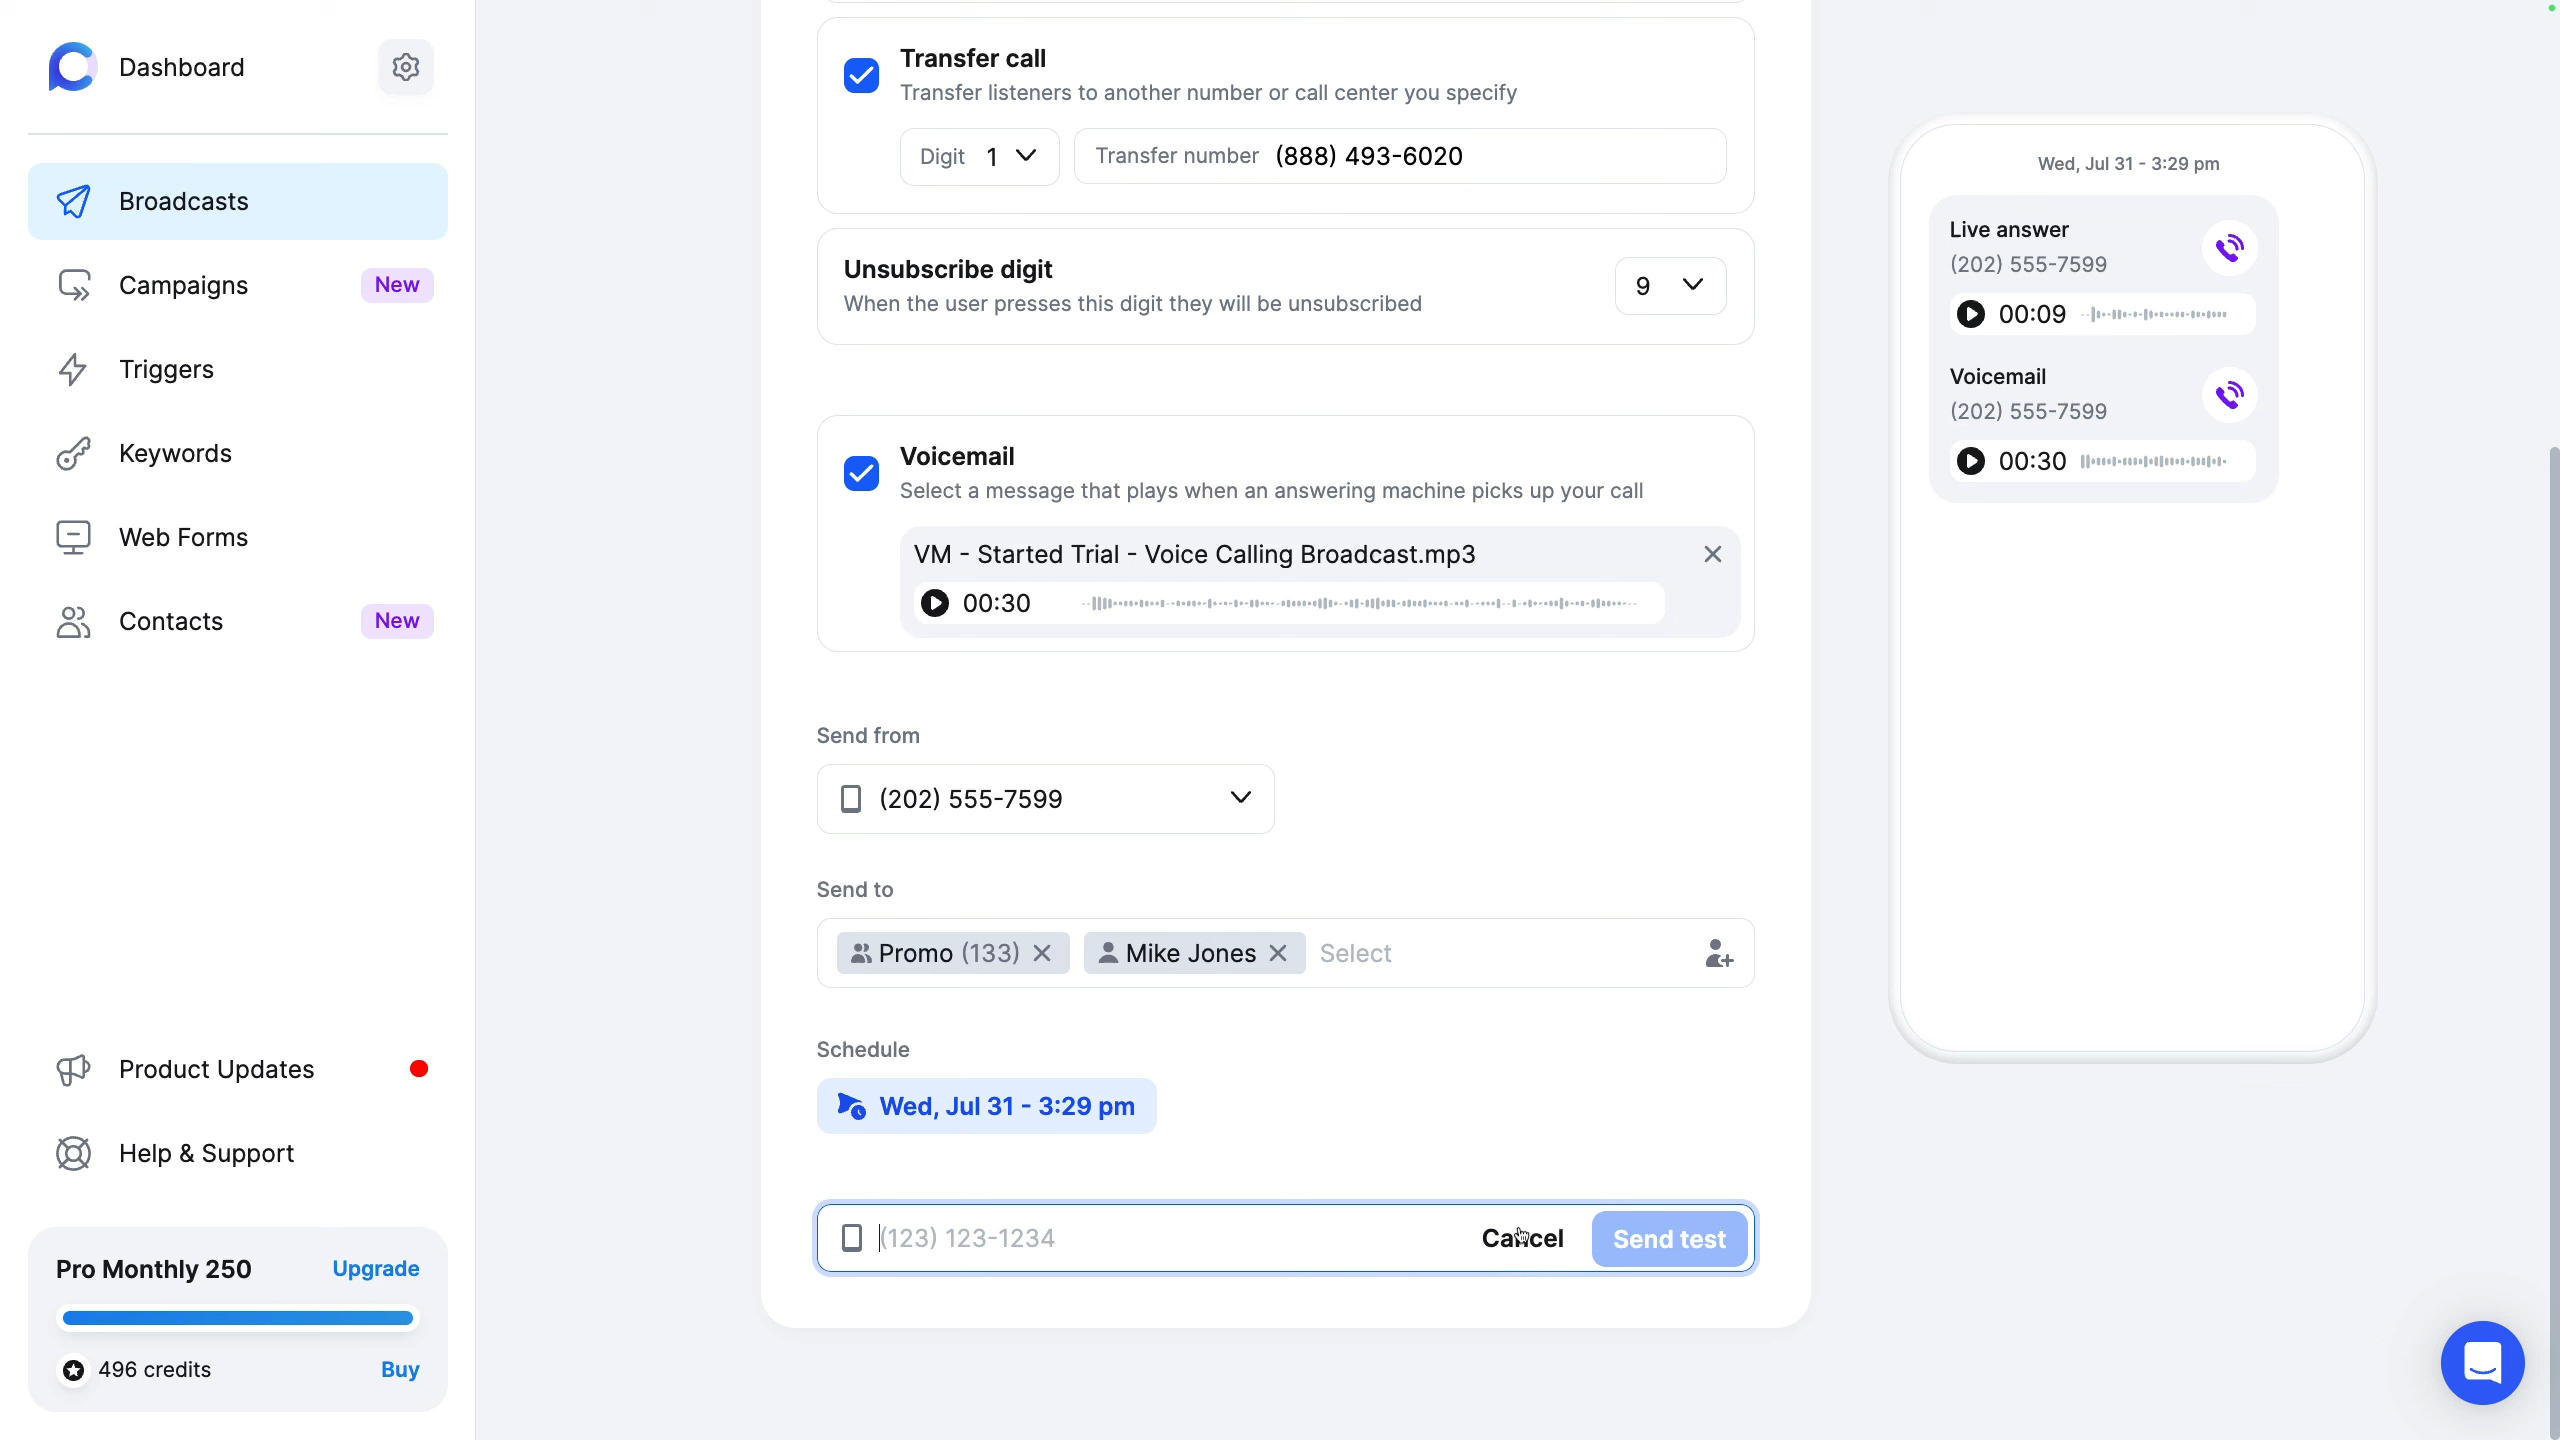 Dashboard
Broadcasts
Campaigns New
Triggers
Keywords
Web Forms
Contacts New
Product Updates
Help & Support
Pro Monthly 250 Upgrade
496 credits Buy
Transfer call
Transfer listeners to another number or call center you specify
Digit 1 Transfer number (888) 493-6020
Unsubscribe digit
When the user presses this digit they will be unsubscribed
9
Voicemail
Select a message that plays when an answering machine picks up your call
VM - Started Trial - Voice Calling Broadcast.mp3
00:30
Send from
(202) 555-7599
Send to
Promo (133) Mike Jones Select
Schedule
Wed, Jul 31 - 3:29 pm
(123) 123-1234 Cancel Send test
Wed, Jul 31 - 3:29 pm
Live answer
(202) 555-7599
00:09
Voicemail
(202) 555-7599
00:30